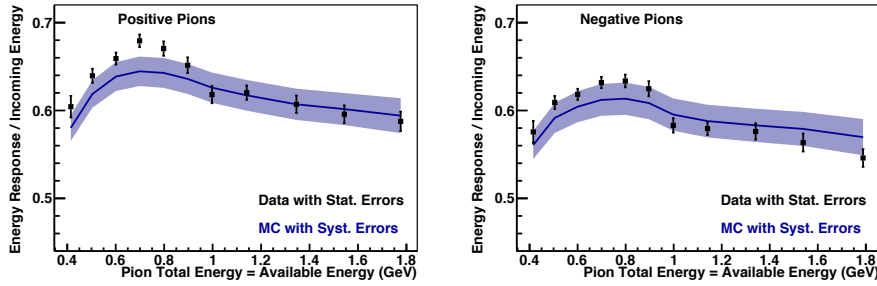 Positive Pions
Energy Response / Incoming Energy
0.7
0.6
0.5
Data with Stat. Errors
MC with Syst. Errors
0.4 0.6 0.8 1.0 1.2 1.4 1.6 1.8
Pion Total Energy = Available Energy (GeV)
Negative Pions
Energy Response / Incoming Energy
0.7
0.6
0.5
Data with Stat. Errors
MC with Syst. Errors
0.4 0.6 0.8 1.0 1.2 1.4 1.6 1.8
Pion Total Energy = Available Energy (GeV)